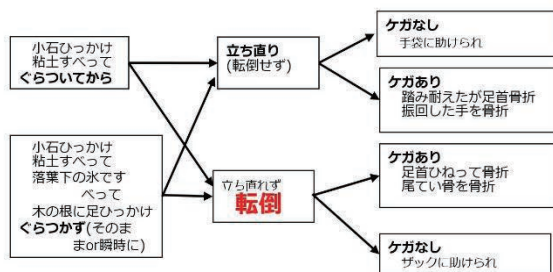 小石ひっかけ
粘土すべって
ぐらついてから
小石ひっかけ
粘土すべって
落葉下の氷です
べって
木の根に足ひっかけ
ぐらつかず(そのま
まor瞬時に)
立ち直り
(転倒せず)
立ち直れず
転倒
ケガなし
手袋に助けられ
ケガあり
踏み耐えたが足首骨折
振回した手を骨折
ケガあり
足首ひねって骨折
尾てい骨を骨折
ケガなし
ザックに助けられ